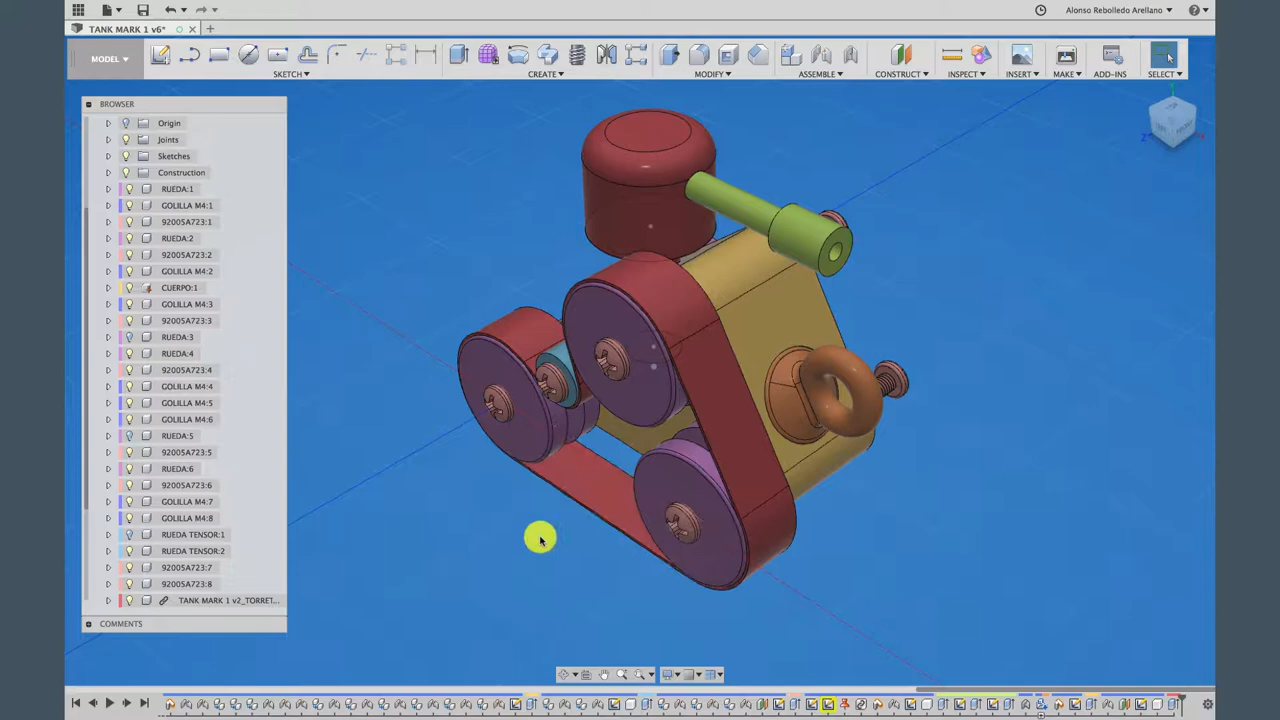 Alonso Rebolledo Arellano
TANK MARK 1 v6*
MODEL
SKETCH
CREATE
MODIFY
ASSEMBLE
CONSTRUCT
INSPECT
INSERT
MAKE
ADD-INS
SELECT
BROWSER
Origin
Joints
Sketches
Construction
RUEDA:1
GOLILLA M4:1
92005A723:1
RUEDA:2
92005A723:2
GOLILLA M4:2
CUERPO:1
GOLILLA M4:3
92005A723:3
RUEDA:3
RUEDA:4
92005A723:4
GOLILLA M4:4
GOLILLA M4:5
GOLILLA M4:6
RUEDA:5
92005A723:5
RUEDA:6
92005A723:6
GOLILLA M4:7
GOLILLA M4:8
RUEDA TENSOR:1
RUEDA TENSOR:2
92005A723:7
92005A723:8
TANK MARK 1 v2_TORRET...
COMMENTS